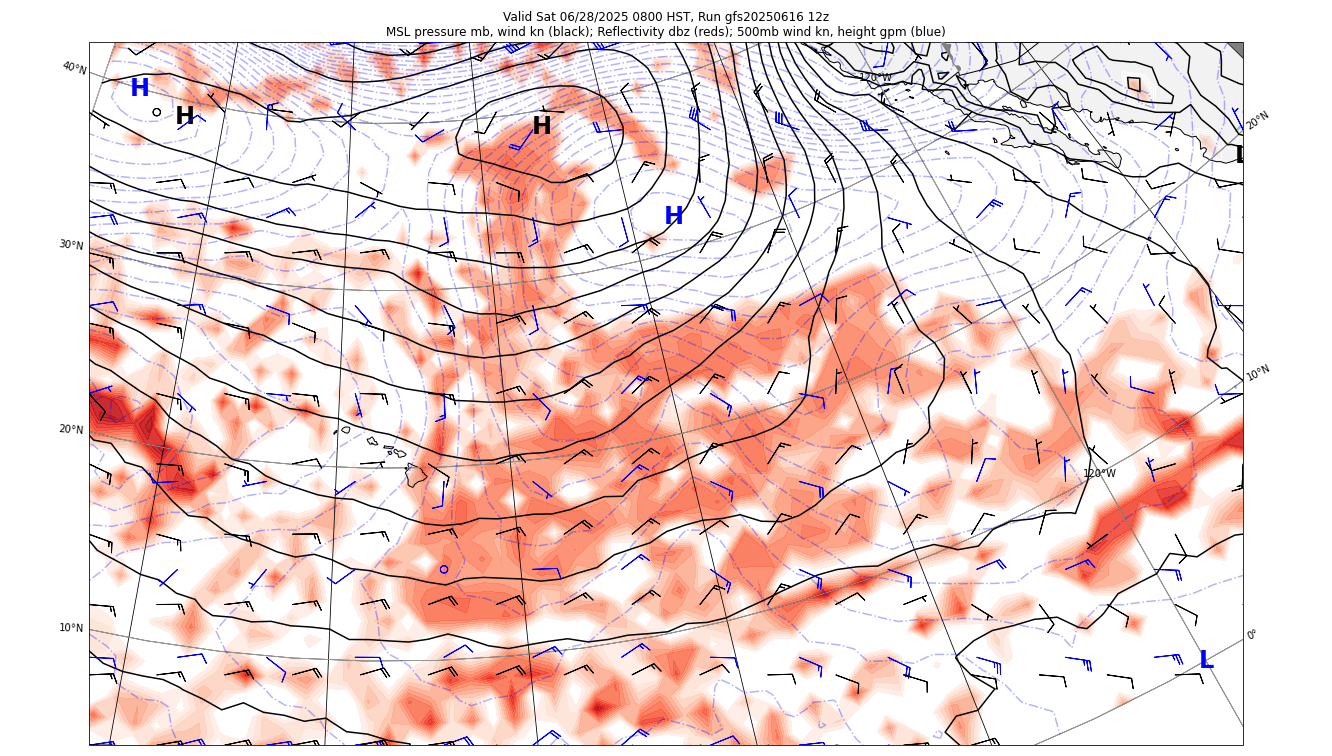 Valid Sat 06/28/2025 0800 HST, Run gfs20250616 12z
MSL pressure mb, wind kn (black); Reflectivity dbz (reds); 500mb wind kn, height gpm (blue)
40°N
H
H
H
120°W
20°N
L
H
30°N
10°N
20°N
120°W
10°N
0°
L